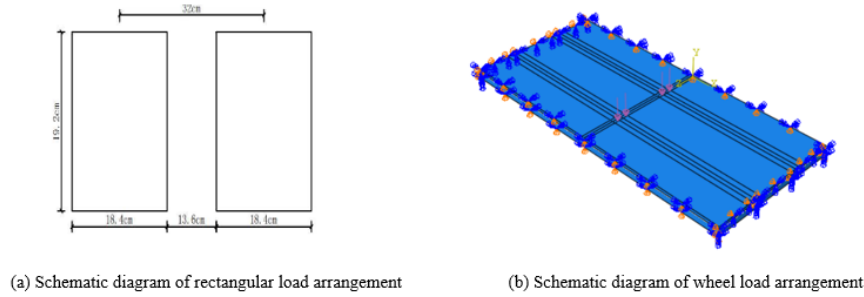 32cm
19.2cm
18.4cm 13.6cm 18.4cm
Y
(a) Schematic diagram of rectangular load arrangement
(b) Schematic diagram of wheel load arrangement